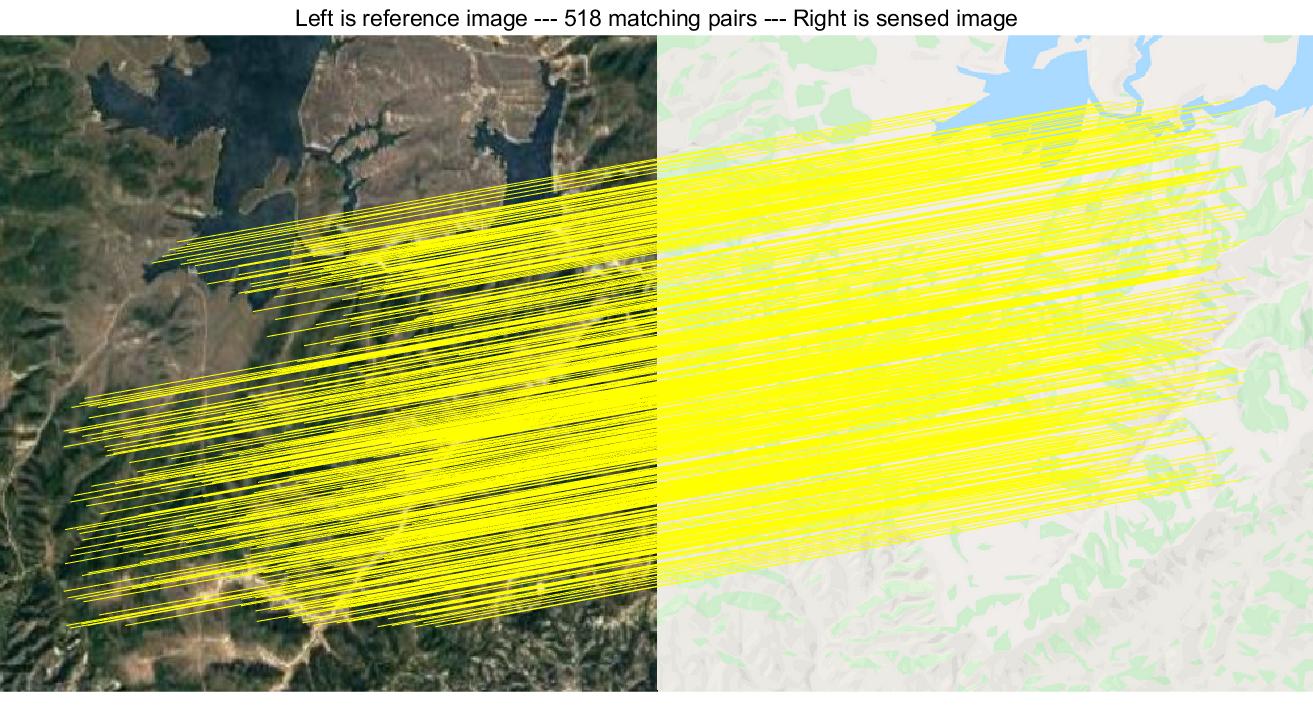 Left is reference image --- 518 matching pairs --- Right is sensed image